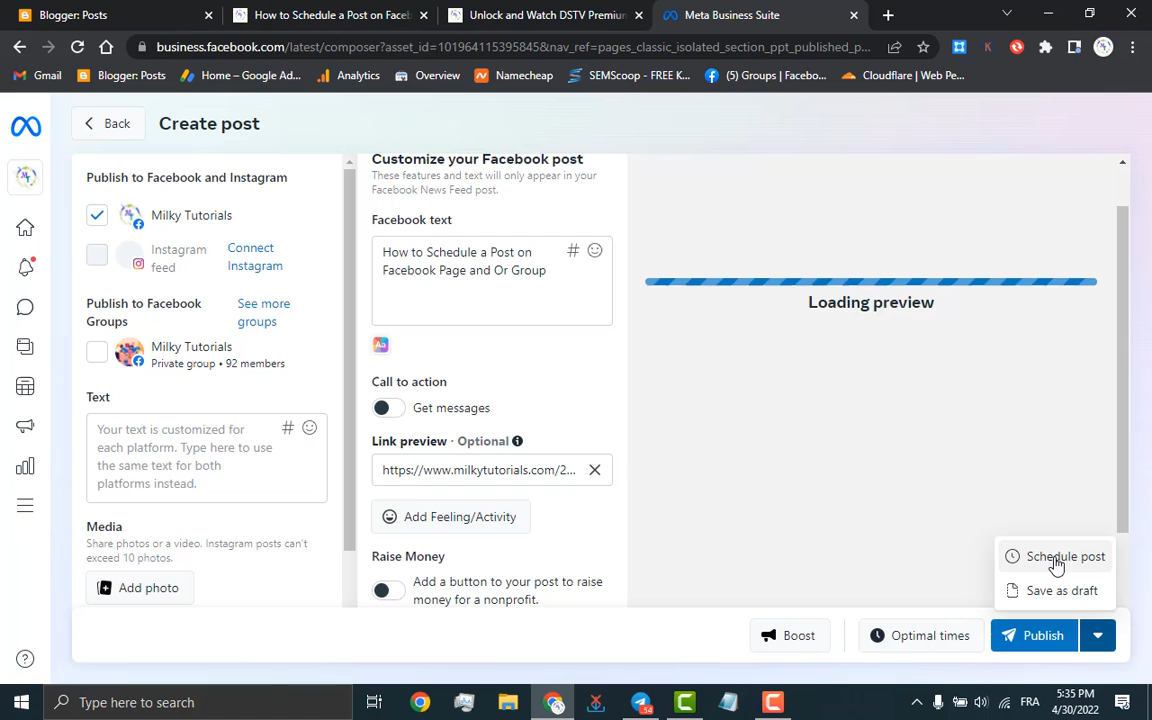 Blogger: Posts
How to Schedule a Post on Faceb
Unlock and Watch DSTV Premium
Meta Business Suite
business.facebook.com/latest/composer?asset_id=1019641153958458&nav_ref=pages_classic_isolated_section_ppt_published_p...
Gmail
Blogger: Posts
Home – Google Ad...
Analytics
Overview
Namecheap
SEMScoop - FREE K...
(5) Groups | Facebo...
Cloudflare | Web Pe...
Back
Create post
Publish to Facebook and Instagram
Milky Tutorials
Instagram
feed
Connect
Instagram
Publish to Facebook
Groups
See more
groups
Milky Tutorials
Private group • 92 members
Text
Your text is customized for
each platform. Type here to use
the same text for both
platforms instead.
Media
Share photos or a video. Instagram posts can't
exceed 10 photos.
Add photo
Customize your Facebook post
These features and text will only appear in your
Facebook News Feed post.
Facebook text
How to Schedule a Post on
Facebook Page and Or Group
Aa
Call to action
Get messages
Link preview · Optional
https://www.milkytutorials.com/2...
Add Feeling/Activity
Raise Money
Add a button to your post to raise
money for a nonprofit.
Loading preview
Schedule post
Save as draft
Boost
Optimal times
Publish
Type here to search
54
FRA
5:35 PM
4/30/2022